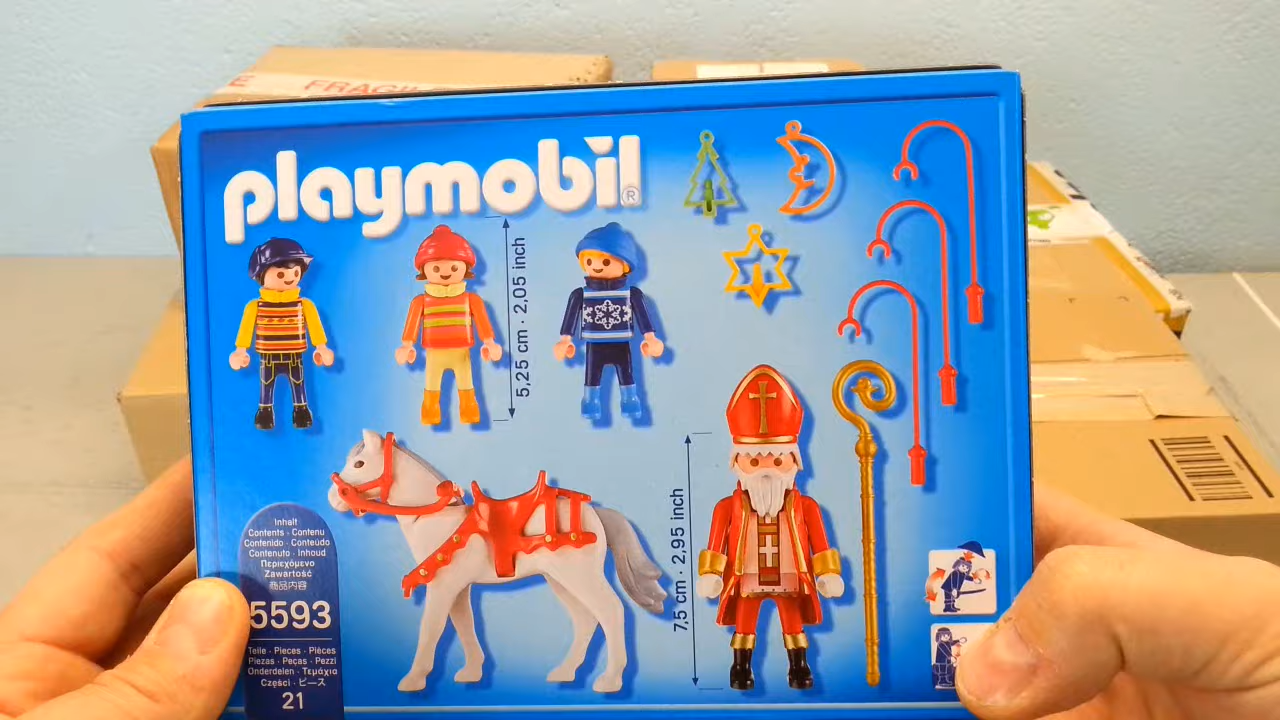 FRAGIL
playmobil®
5,25 cm · 2,05 inch
7,5 cm · 2,95 inch
Inhalt
Contents · Contenu
Contenido · Conteúdo
Contenuto · Inhoud
Περιεχόμενο
Zawartość
商品内容
5593
Teile · Pieces · Pièces
Piezas · Peças · Pezzi
Onderdelen · Τεμάχια
Części · ピース
21